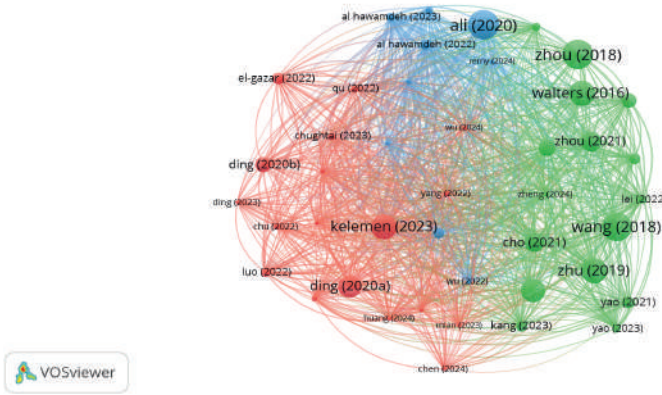 al hawamdeh (2023)
ali (2020)
zhou (2018)
al hawamdeh (2022)
remy (2024)
el-gazar (2022)
qu (2022)
walters (2016)
wu (2024)
chughtai (2023)
zhou (2021)
ding (2020b)
ding (2023)
yang (2022)
zheng (2024)
lei (2022)
chu (2022)
kelemen (2023)
wang (2018)
cho (2021)
luo (2022)
ding (2020a)
wu (2022)
zhu (2019)
yao (2021)
huang (2024)
kang (2023)
yao (2023)
chen (2024)
VOSviewer